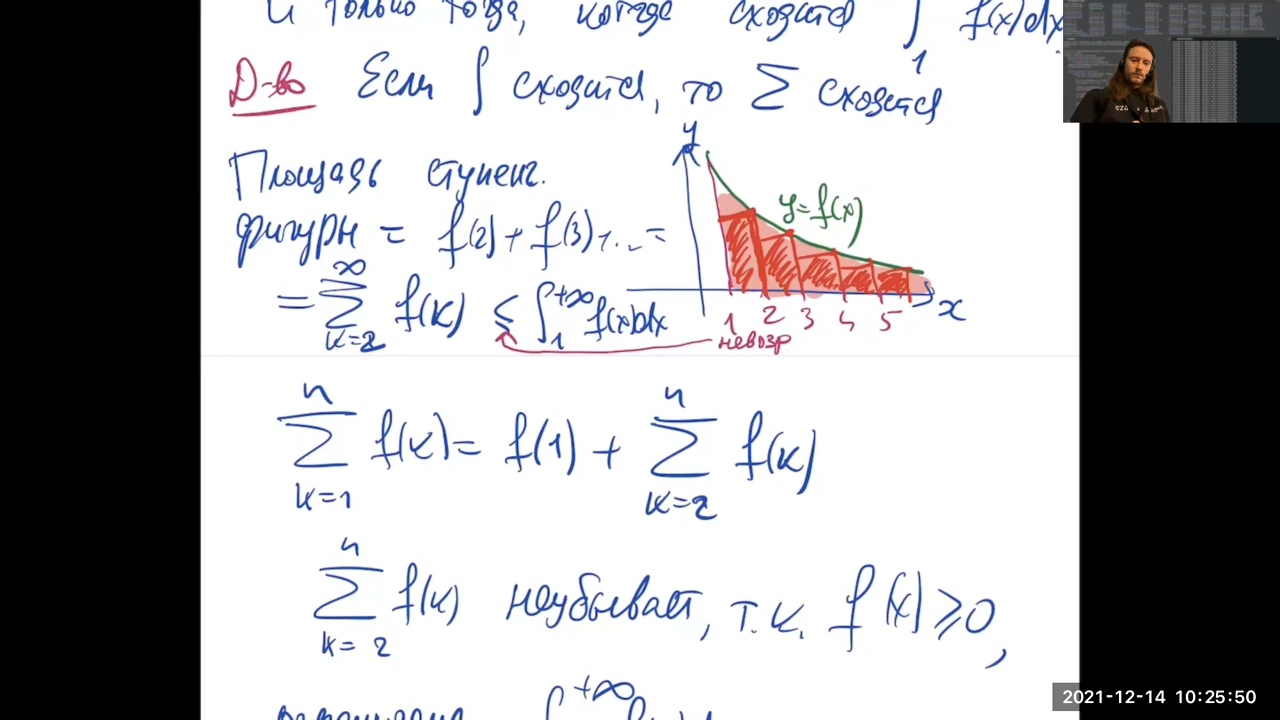 и только тогда, когда сходится ∫₁ f(x)dx
Д-во Если ∫ сходится, то Σ сходится
Площадь ступенч.
фигуры = f(2) + f(3) + ... =
= Σ_{k=2}^{∞} f(k) ≤ ∫_1^{+∞} f(x)dx
невозр
y
y=f(x)
x
1 2 3 4 5
Σ_{k=1}^{n} f(k) = f(1) + Σ_{k=2}^{n} f(k)
Σ_{k=2}^{n} f(k) неубывает, т.к. f(x) ≥ 0,
∫^{+∞}
2021-12-14 10:25:50